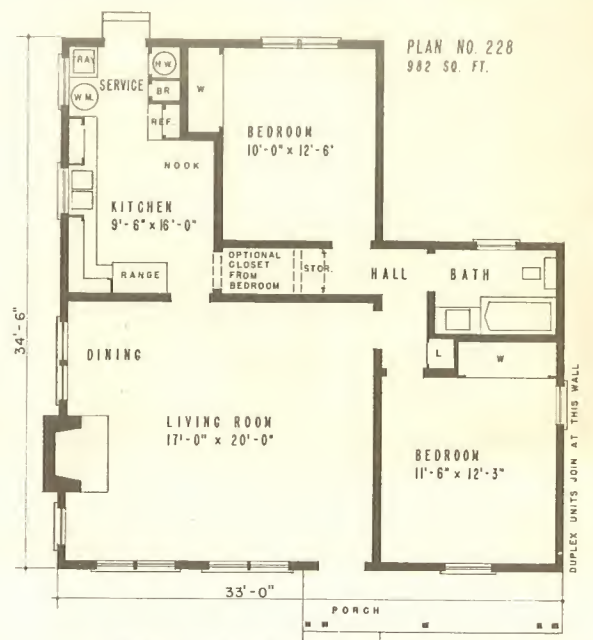 PLAN NO. 228
982 SQ. FT.
TRAY
SERVICE
H.W.
W.M.
BR
W
REF.
NOOK
BEDROOM
10'-0" x 12'-6"
KITCHEN
9'-6" x 16'-0"
RANGE
OPTIONAL
CLOSET
FROM
BEDROOM
STOR.
HALL
BATH
34'-6"
DINING
L
W
LIVING ROOM
17'-0" x 20'-0"
BEDROOM
11'-6" x 12'-3"
DUPLEX UNITS JOIN AT THIS WALL
33'-0"
PORCH